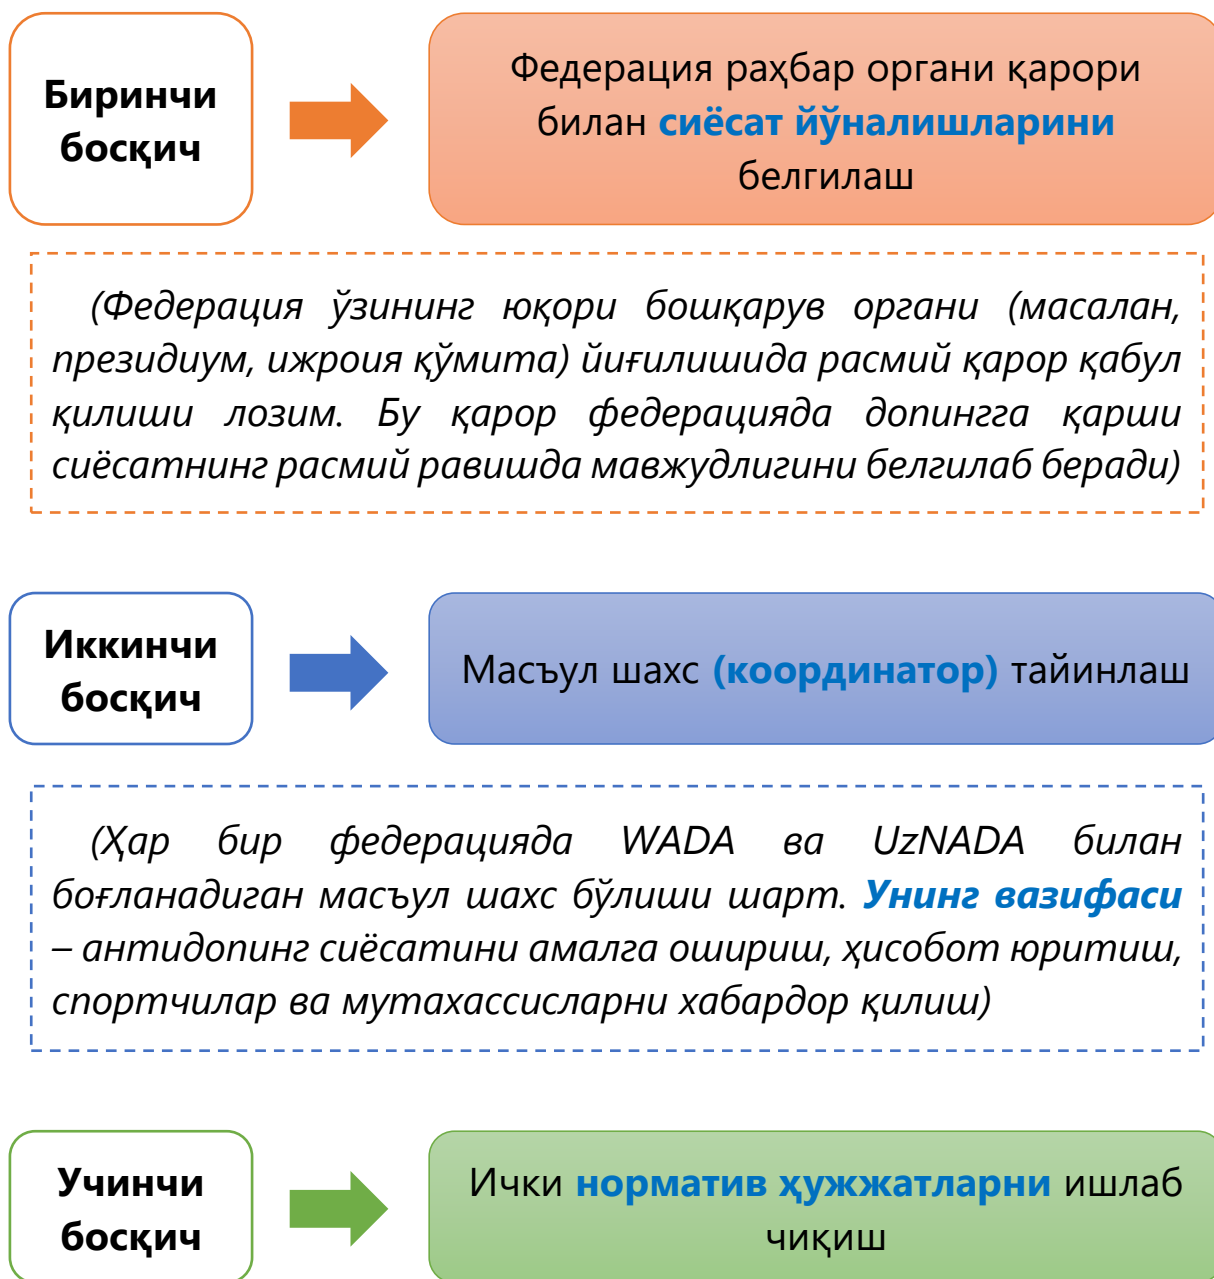 Биринчи
босқич
Федерация раҳбар органи қарори
билан сиёсат йўналишларини
белгилаш
(Федерация ўзининг юқори бошқарув органи (масалан,
президиум, ижроия қўмита) йиғилишида расмий қарор қабул
қилиши лозим. Бу қарор федерацияда допингга қарши
сиёсатнинг расмий равишда мавжудлигини белгилаб беради)
Иккинчи
босқич
Масъул шахс (координатор) тайинлаш
(Ҳар бир федерацияда WADA ва UzNADA билан
боғланадиган масъул шахс бўлиши шарт. Унинг вазифаси
– антидопинг сиёсатини амалга ошириш, ҳисобот юритиш,
спортчилар ва мутахассисларни хабардор қилиш)
Учинчи
босқич
Ички норматив ҳужжатларни ишлаб
чиқиш